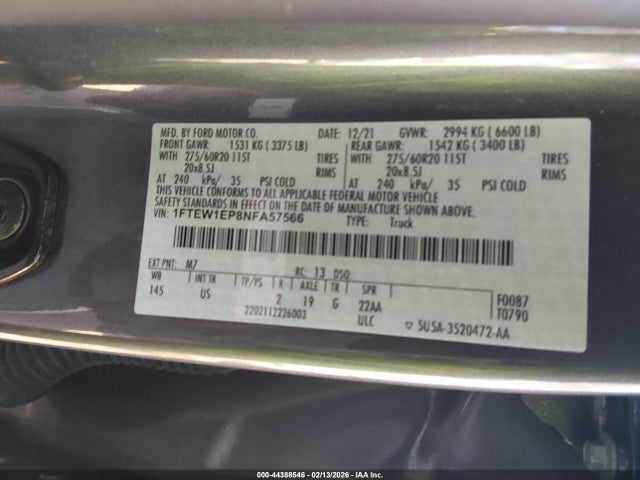 MFD. BY FORD MOTOR CO. DATE: 12/21 GVWR: 2994 KG ( 6600 LB)
FRONT GAWR: 1531 KG ( 3375 LB) REAR GAWR: 1542 KG ( 3400 LB)
WITH 275/60R20 115T TIRES WITH 275/60R20 115T TIRES
20x8.5J RIMS 20x8.5J RIMS
AT 240 kPa/ 35 PSI COLD AT 240 kPa/ 35 PSI COLD
THIS VEHICLE CONFORMS TO ALL APPLICABLE FEDERAL MOTOR VEHICLE
SAFETY STANDARDS IN EFFECT ON THE DATE OF MANUFACTURE SHOWN ABOVE.
VIN: 1FTEW1EP8NFA57566 TYPE: Truck
EXT PNT: M7 RC: 13 DSO:
WB INT TR TP/PS R AXLE TR SPR
145 US 2 19 G 22AA F0087
2202112226003 ULC T0790
5U5A-3520472-AA
000-44388546 - 02/13/2026 - IAA Inc.